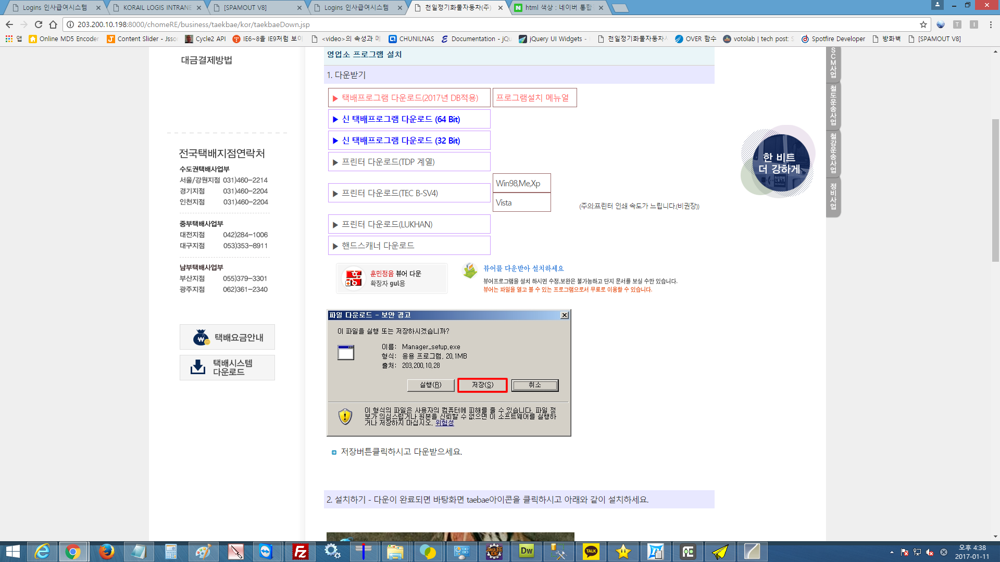 Logins 인사급여시스템
KORAIL LOGIS INTRANE
[SPAMOUT V8]
Logins 인사급여시스템
천일정기화물자동차(주)
html 색상 : 네이버 통합
203.200.10.198:8000/chomeRE/business/taekbae/kor/taekbaeDown.jsp
앱
Online MD5 Encoder
Content Slider - Jssor
Cycle2 API
IE6~8을 IE9처럼 보이
<video>의 속성과 메
CHUNILNAS
Documentation - jQu
jQuery UI Widgets -
천일정기화물자동차
OVER 함수
votolab | tech post:
Spotfire Developer
방화벽
[SPAMOUT V8]
대금결제방법
전국택배지점연락처
수도권택배사업부
서울/강원지점 031)460-2214
경기지점 031)460-2204
인천지점 031)460-2204
중부택배사업부
대전지점 042)284-1006
대구지점 053)353-8911
남부택배사업부
부산지점 055)379-3301
광주지점 062)361-2340
택배요금안내
택배시스템
다운로드
영업소 프로그램 설치
1. 다운받기
▶ 택배프로그램 다운로드(2017년 DB적용)
프로그램설치 메뉴얼
▶ 신 택배프로그램 다운로드 (64 Bit)
▶ 신 택배프로그램 다운로드 (32 Bit)
▶ 프린터 다운로드(TDP 계열)
▶ 프린터 다운로드(TEC B-SV4)
Win98,Me,Xp
Vista
(주의:프린터 인쇄 속도가 느립니다.(비권장))
▶ 프린터 다운로드(LUKHAN)
▶ 핸드스캐너 다운로드
훈민정음 뷰어 다운
확장자 gul용
뷰어를 다운받아 설치하세요
뷰어프로그램을 설치 하시면 수정,보완은 불가능하고 단지 문서를 보실 수만 있습니다.
뷰어는 파일을 열고 볼 수 있는 프로그램으로서 무료로 이용할 수 있습니다.
파일 다운로드 - 보안 경고
이 파일을 실행 또는 저장하시겠습니까?
이름: Manager_setup.exe
형식: 응용 프로그램, 20.1MB
출처: 203.200.10.28
실행(R)
저장(S)
취소
이 형식의 파일은 사용자의 컴퓨터에 피해를 줄 수 있습니다. 파일 정
보가 의심스럽거나 원본을 신뢰할 수 없으면 이 소프트웨어를 실행하
거나 저장하지 마십시오. 위험성
저장버튼클릭하시고 다운받으세요.
2. 설치하기 - 다운이 완료되면 바탕화면 taebae아이콘을 클릭하시고 아래와 같이 설치하세요.
한 비트
더 강하게
SCM사업
철도운송사업
철강운송사업
정비사업
Java EE
IDE
Dw
TALK
오후 4:38
2017-01-11